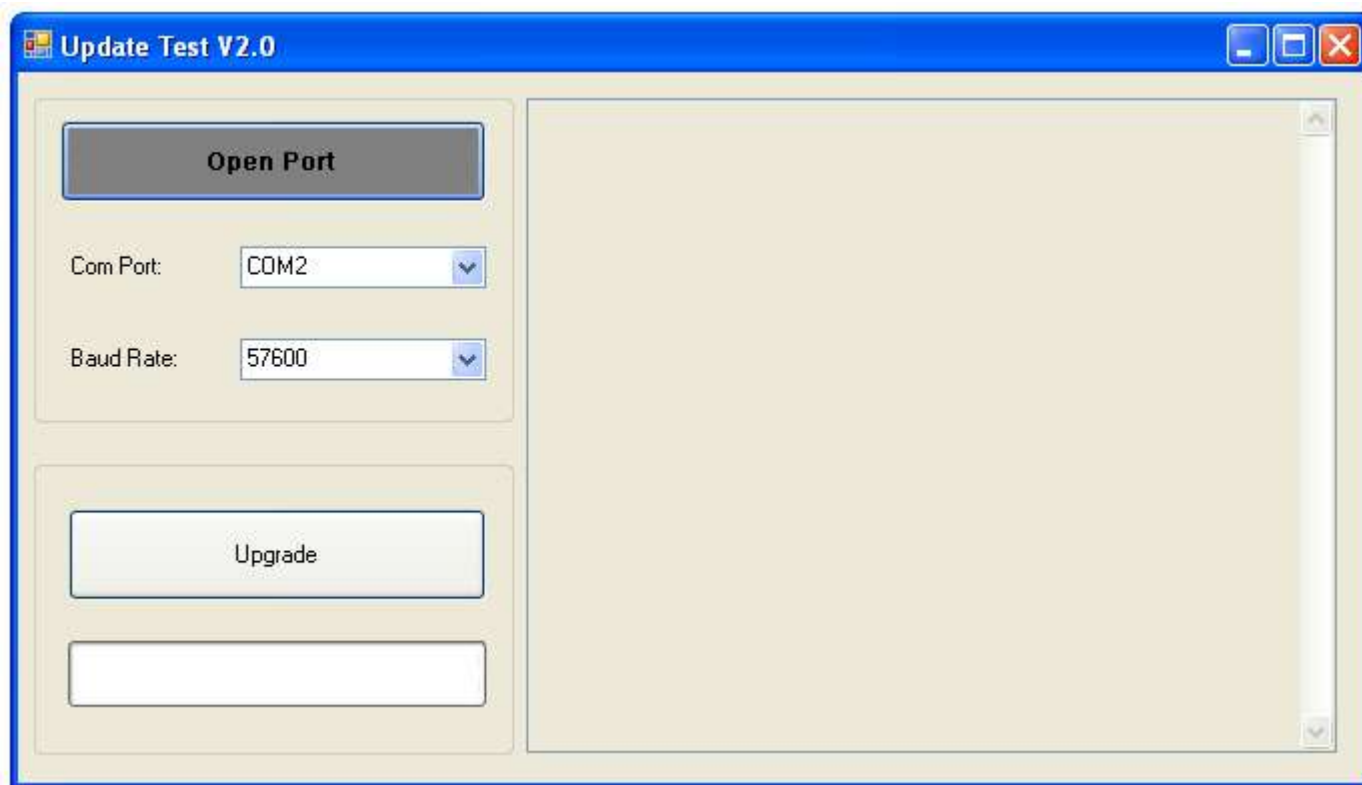 Update Test V2.0
Open Port
Com Port: COM2
Baud Rate: 57600
Upgrade